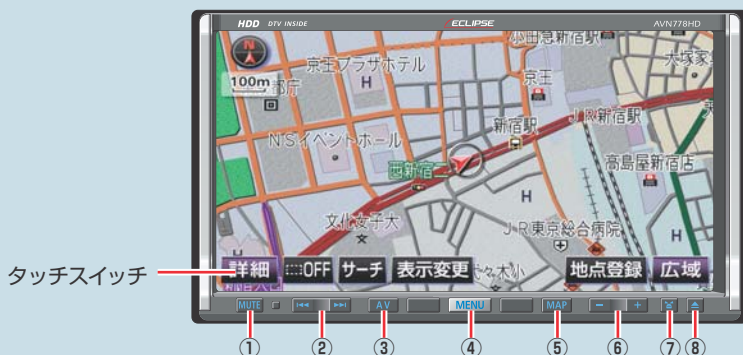 HDD DTV INSIDE ECLIPSE AVN778HD
小田急新宿駅
京王プラザホテル
大塚家
100m
都庁
H
京王
新宿駅
JR新宿駅
NSイベントホール
西新宿二
高島屋新宿店
H
文化女子大
JR東京総合病院
H
タッチスイッチ
詳細 OFF サーチ 表示変更 代々木小 地点登録 広域
MUTE AV MENU MAP − +
① ② ③ ④ ⑤ ⑥ ⑦ ⑧